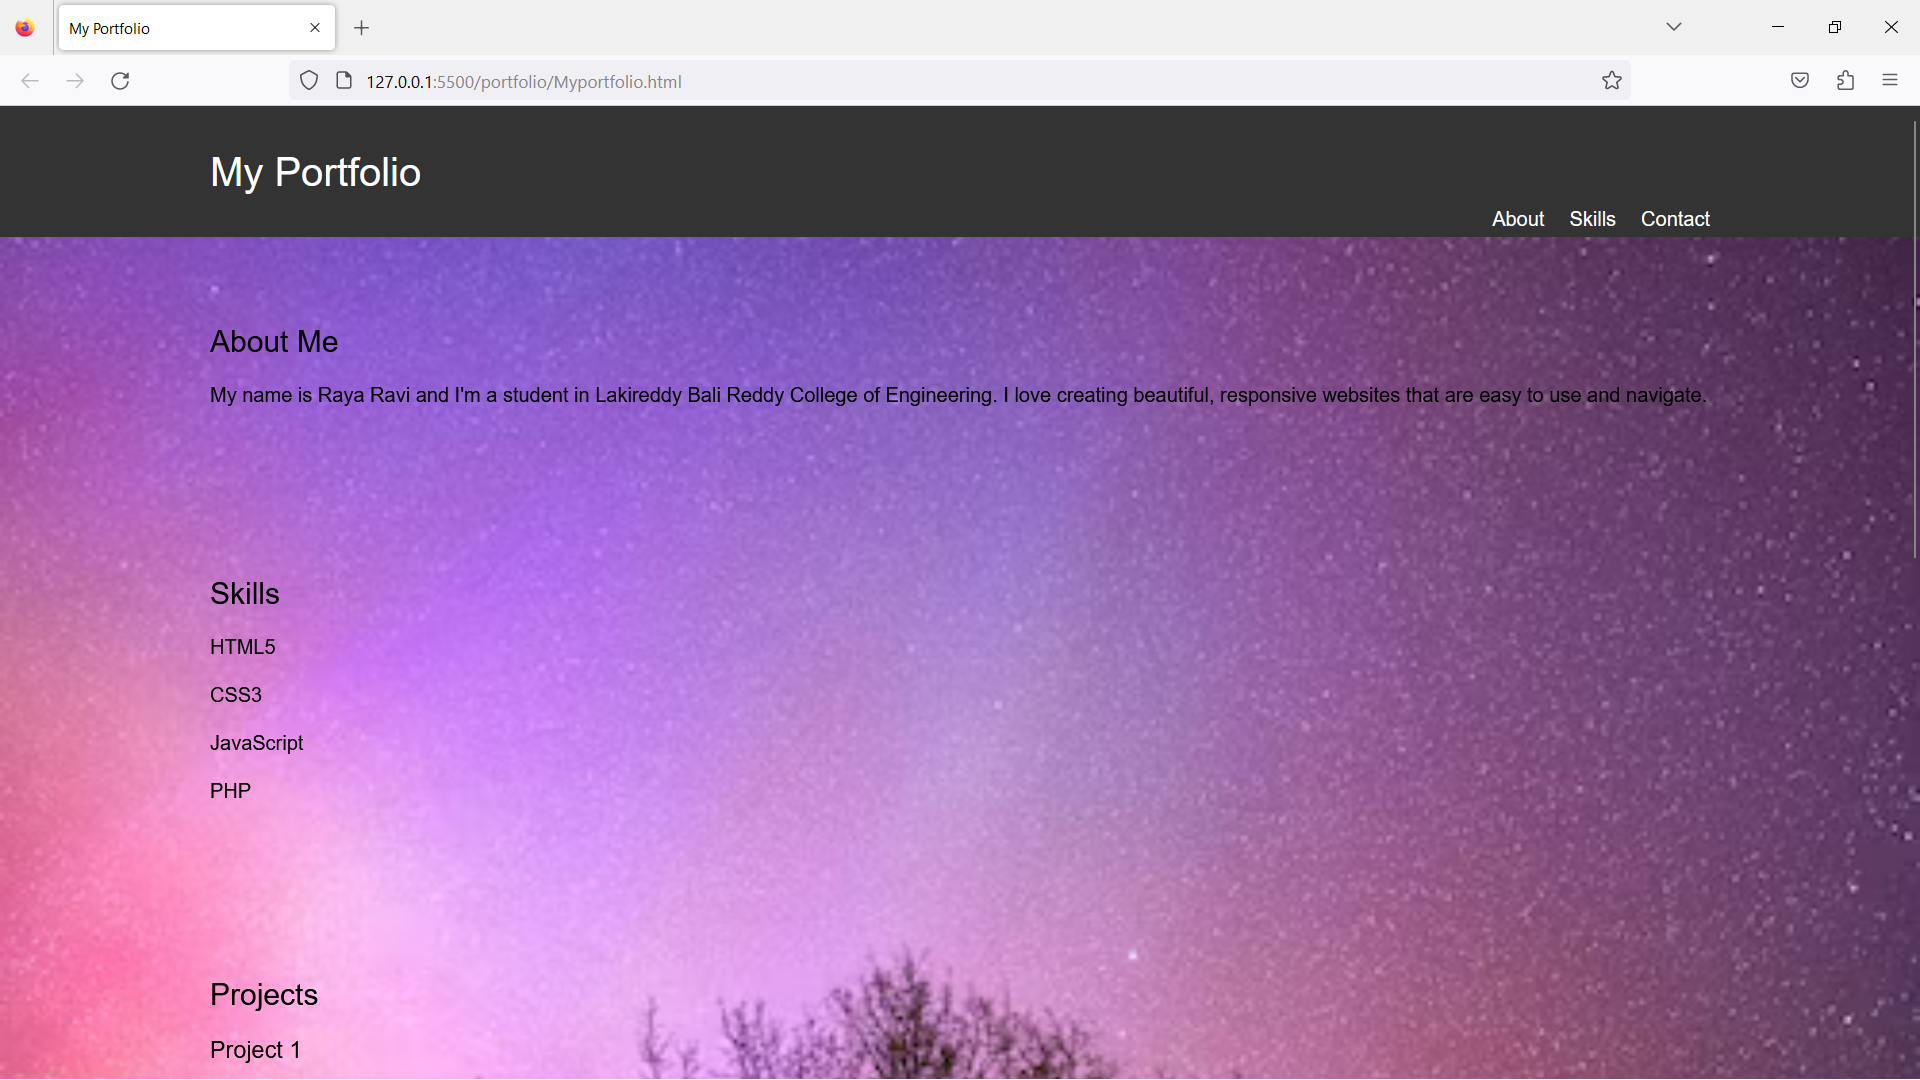 My Portfolio
127.0.0.1:5500/portfolio/Myportfolio.html
My Portfolio
About Skills Contact
About Me
My name is Raya Ravi and I'm a student in Lakireddy Bali Reddy College of Engineering. I love creating beautiful, responsive websites that are easy to use and navigate.
Skills
HTML5
CSS3
JavaScript
PHP
Projects
Project 1